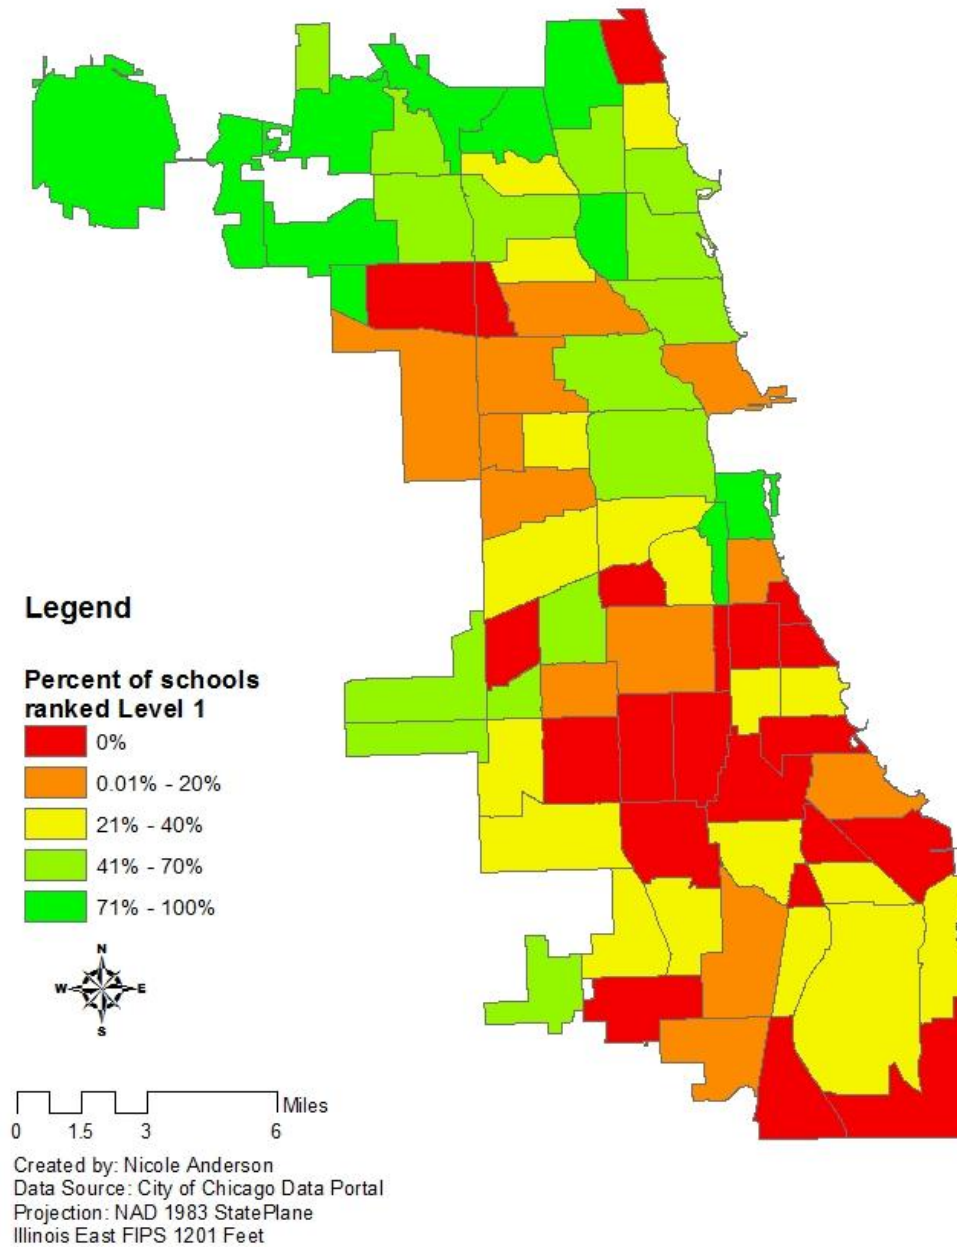 Legend
Percent of schools
ranked Level 1
0%
0.01% - 20%
21% - 40%
41% - 70%
71% - 100%
N
W E
S
Miles
0 1.5 3 6
Created by: Nicole Anderson
Data Source: City of Chicago Data Portal
Projection: NAD 1983 StatePlane
Illinois East FIPS 1201 Feet